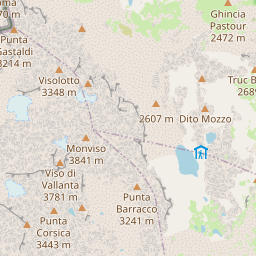 70 m
Punta
Gastaldi
3214 m
Visolotto
3348 m
Monviso
3841 m
Viso di
Vallanta
3781 m
Punta
Corsica
3443 m
Punta
Barracco
3241 m
Ghincia
Pastour
2472 m
Truc B
268
2607 m
Dito Mozzo